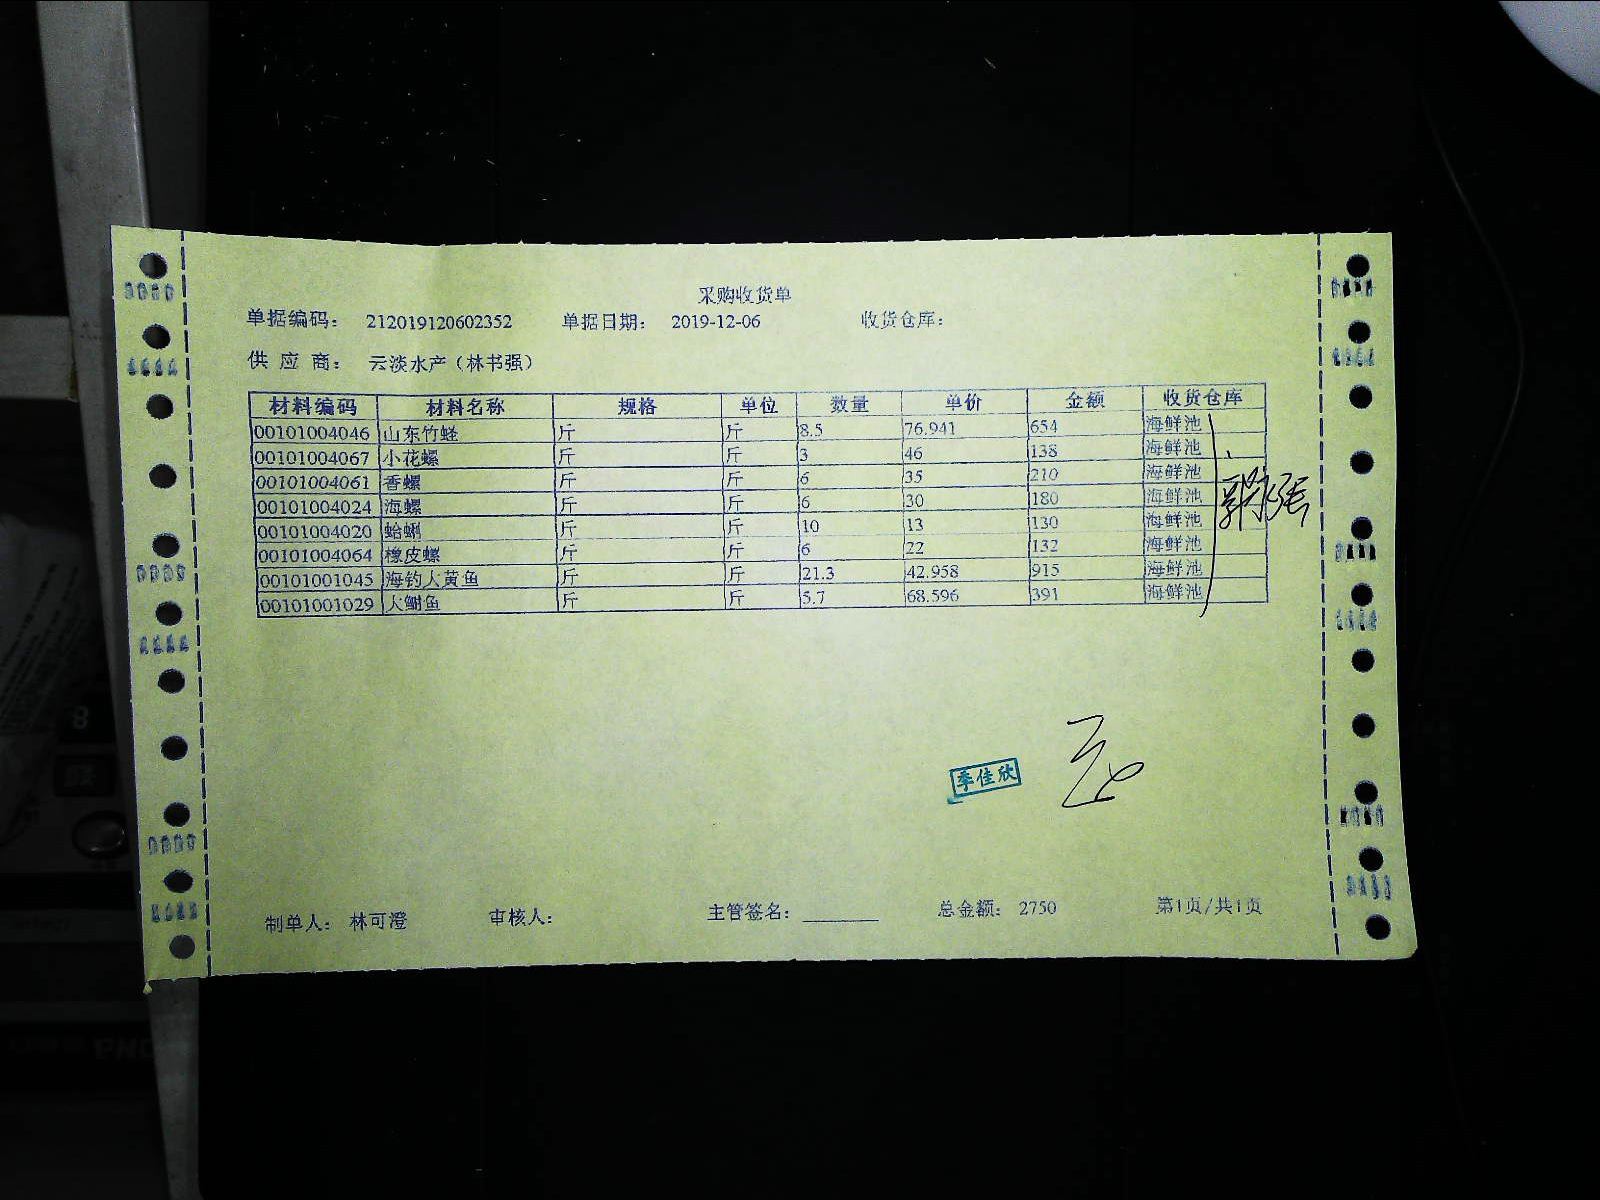 采购收货单
单据编码： 212019120602352 单据日期： 2019-12-06 收货仓库：
供 应 商： 云淡水产（林书强）
材料编码 材料名称 规格 单位 数量 单价 金额 收货仓库
00101004046 山东竹蛏 斤 斤 8.5 76.941 654 海鲜池
00101004067 小花螺 斤 斤 3 46 138 海鲜池
00101004061 香螺 斤 斤 6 35 210 海鲜池
00101004024 海螺 斤 斤 6 30 180 海鲜池
00101004020 蛤蜊 斤 斤 10 13 130 海鲜池
00101004064 橡皮螺 斤 斤 6 22 132 海鲜池
00101001045 海钓大黄鱼 斤 斤 21.3 42.958 915 海鲜池
00101001029 大鮰鱼 斤 斤 5.7 68.596 391 海鲜池
郭永强
季佳欣
制单人： 林可澄 审核人： 主管签名： 总金额： 2750 第1页/共1页